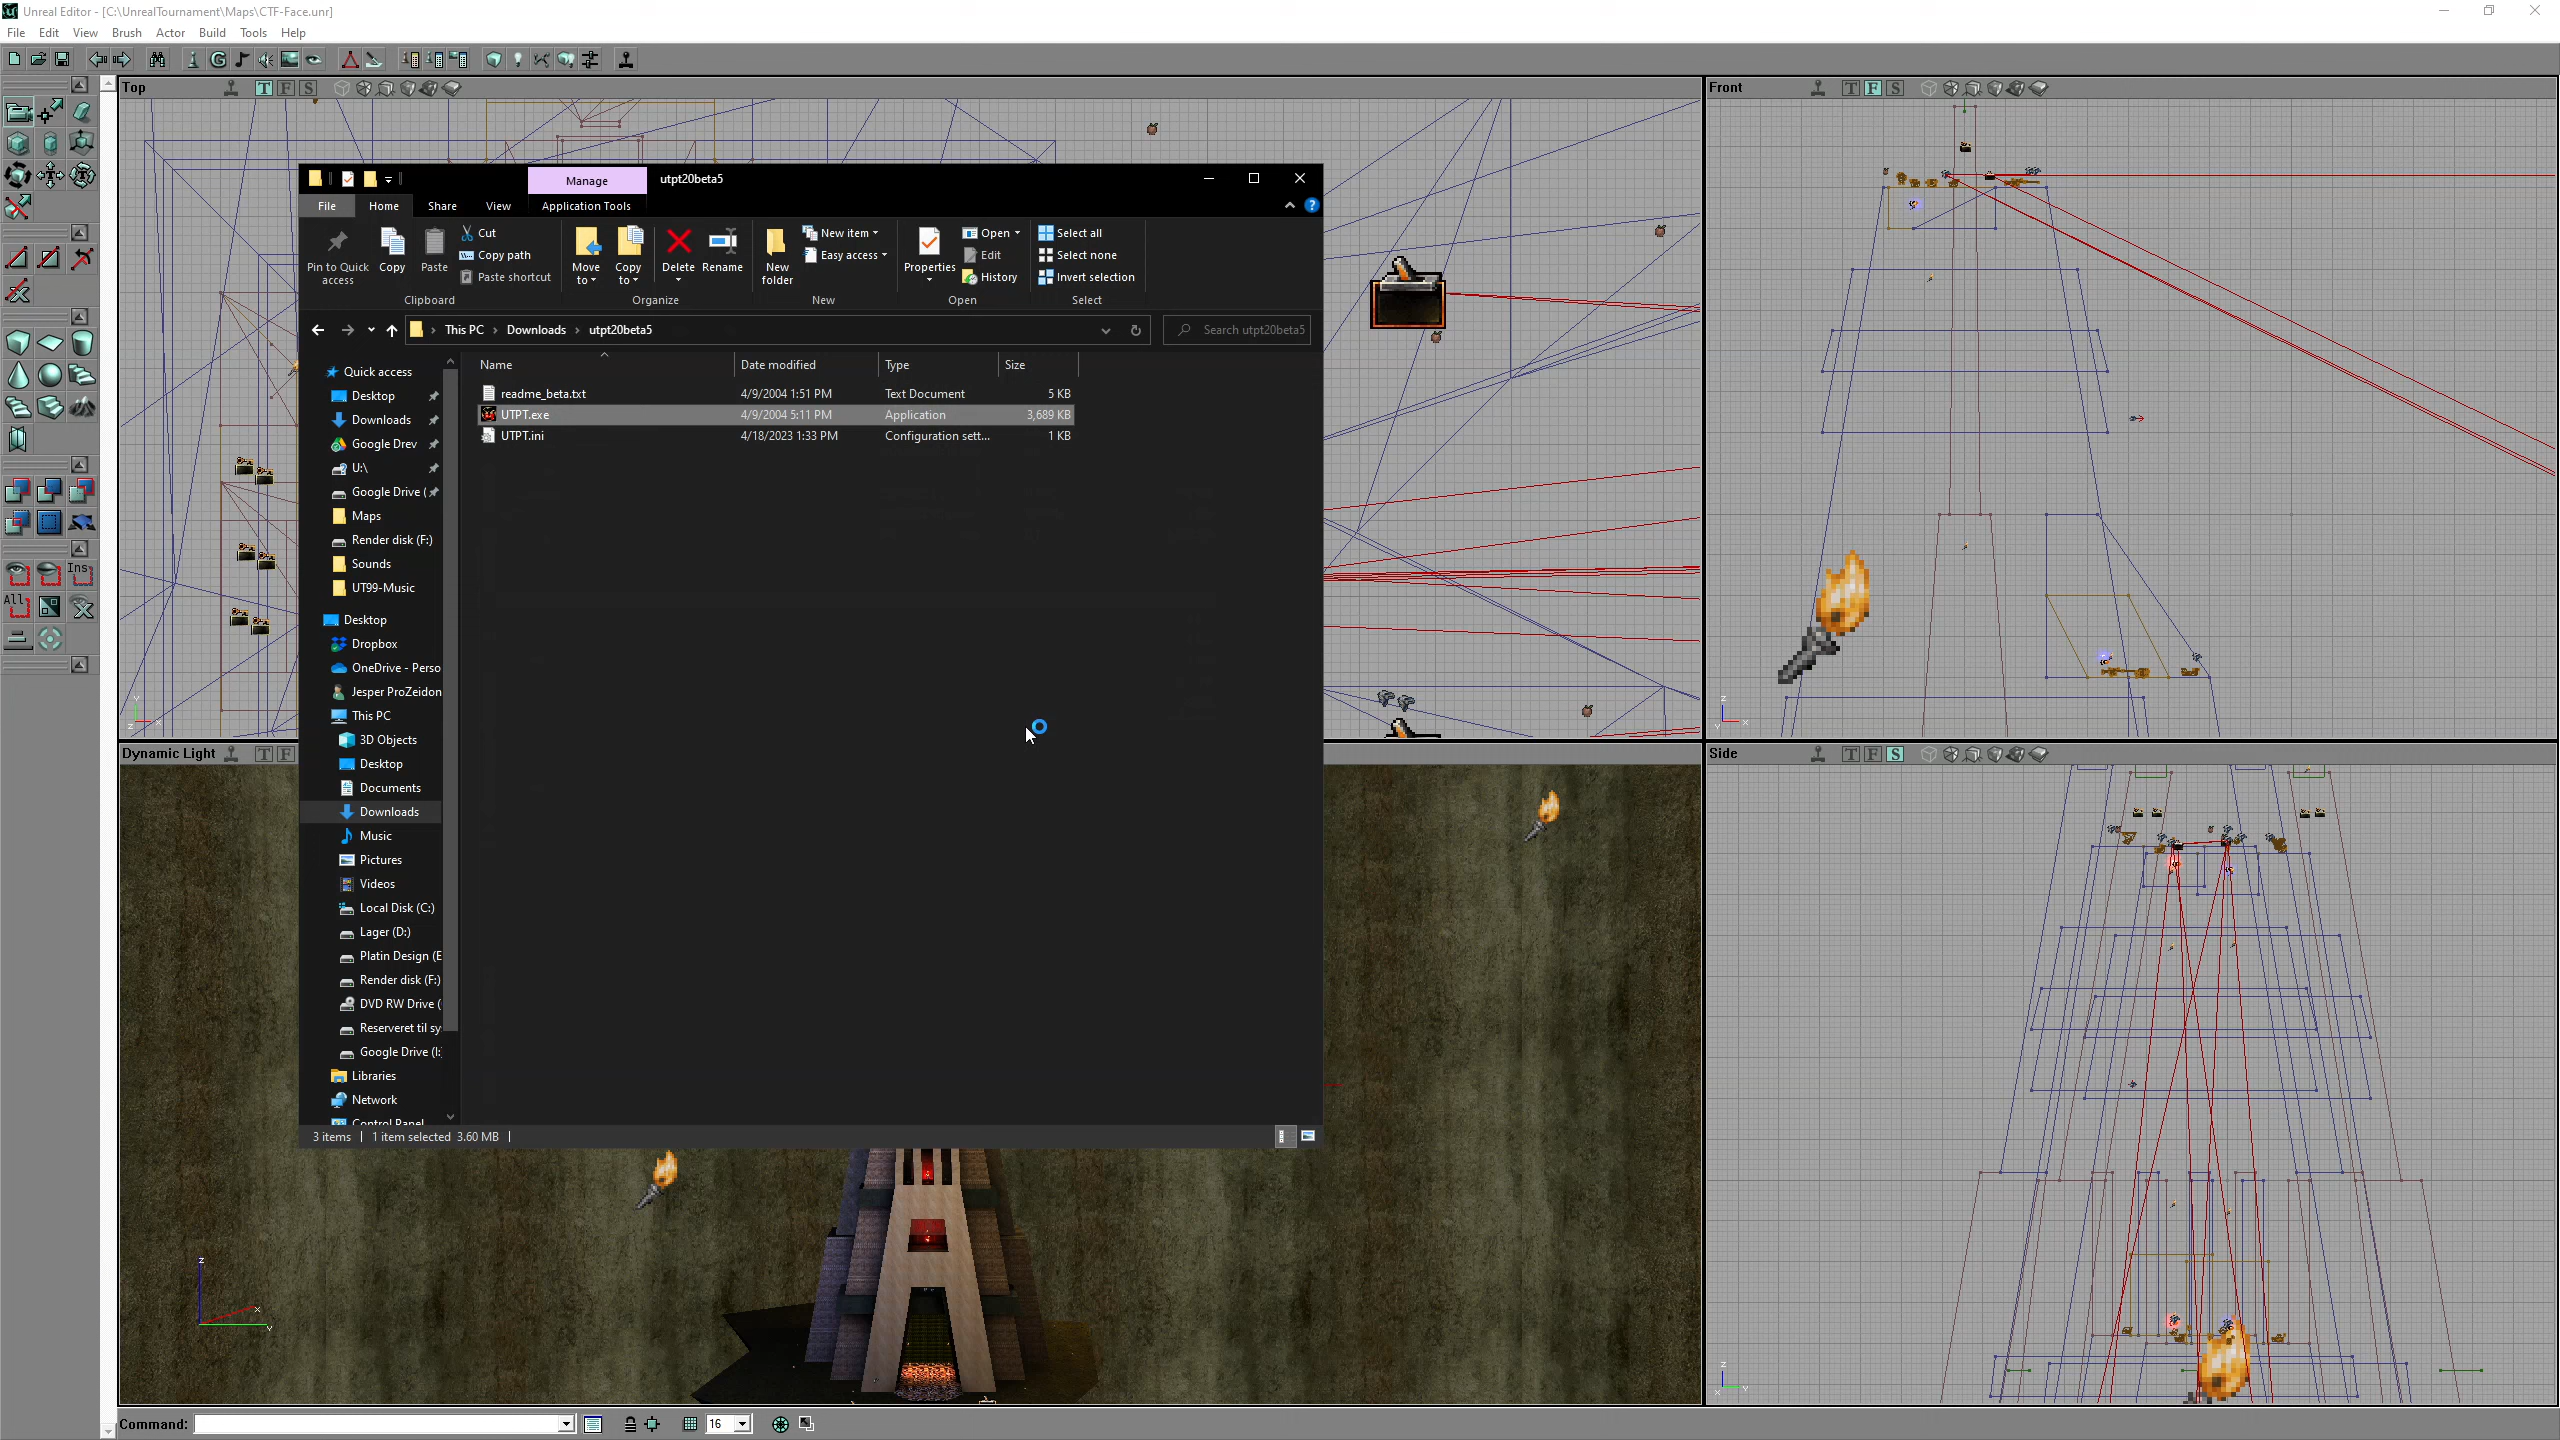 Unreal Editor - [C:\UnrealTournament\Maps\CTF-Face.unr]
File Edit View Brush Actor Build Tools Help
Top
T F S
Front
T F S
Manage
utpt20beta5
File Home Share View Application Tools
Pin to Quick access
Copy
Paste
Cut
Copy path
Paste shortcut
Clipboard
Move to
Copy to
Delete
Rename
Organize
New folder
New item
Easy access
New
Properties
Open
Edit
History
Open
Select all
Select none
Invert selection
Select
This PC > Downloads > utpt20beta5
Search utpt20beta5
Name Date modified Type Size
readme_beta.txt 4/9/2004 1:51 PM Text Document 5 KB
UTPT.exe 4/9/2004 5:11 PM Application 3,689 KB
UTPT.ini 4/18/2023 1:33 PM Configuration sett... 1 KB
Quick access
Desktop
Downloads
Google Drev
U:\
Google Drive (
Maps
Render disk (F:)
Sounds
UT99-Music
Desktop
Dropbox
OneDrive - Perso
Jesper ProZeidon
This PC
3D Objects
Desktop
Documents
Downloads
Music
Pictures
Videos
Local Disk (C:)
Lager (D:)
Platin Design (E
Render disk (F:)
DVD RW Drive (
Reserveret til sy
Google Drive (I:
Libraries
Network
Control Panel
3 items 1 item selected 3.60 MB
Ins
All
Dynamic Light
T F
Side
T F S
Command:
16